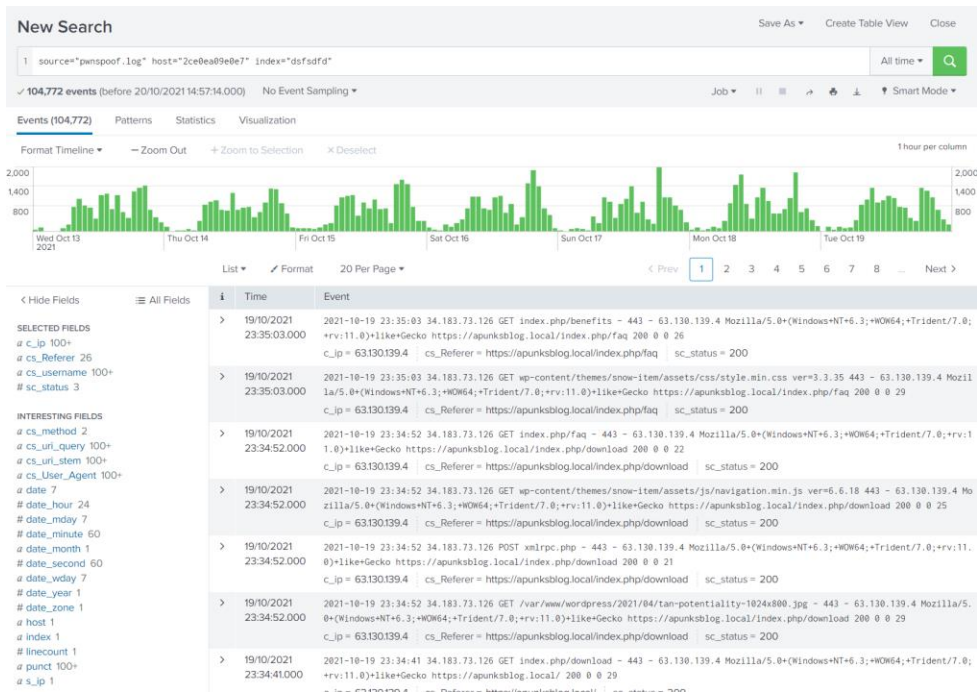 New Search
Save As ▾ Create Table View Close
1 source="pwnspoof.log" host="2ce0ea09e0e7" index="dsfsdfd"
All time ▾
✓ 104,772 events (before 20/10/2021 14:57:14.000) No Event Sampling ▾
Job ▾ Smart Mode ▾
Events (104,772) Patterns Statistics Visualization
Format Timeline ▾ — Zoom Out + Zoom to Selection × Deselect
1 hour per column
2,000 2,000
1,400 1,400
800 800
Wed Oct 13 Thu Oct 14 Fri Oct 15 Sat Oct 16 Sun Oct 17 Mon Oct 18 Tue Oct 19
2021
List ▾ Format 20 Per Page ▾
< Prev 1 2 3 4 5 6 7 8 ... Next >
< Hide Fields All Fields
SELECTED FIELDS
a c_ip 100+
a cs_Referer 26
a cs_username 100+
# sc_status 3
INTERESTING FIELDS
a cs_method 2
a cs_uri_query 100+
a cs_uri_stem 100+
a cs_User_Agent 100+
a date 7
# date_hour 24
# date_mday 7
# date_minute 60
a date_month 1
# date_second 60
a date_wday 7
# date_year 1
# date_zone 1
a host 1
a index 1
# linecount 1
a punct 100+
a s_ip 1
i Time Event
> 19/10/2021
23:35:03.000
2021-10-19 23:35:03 34.183.73.126 GET index.php/benefits - 443 - 63.130.139.4 Mozilla/5.0+(Windows+NT+6.3;+WOW64;+Trident/7.0;
+rv:11.0)+like+Gecko https://apunksblog.local/index.php/faq 200 0 0 26
c_ip = 63.130.139.4 cs_Referer = https://apunksblog.local/index.php/faq sc_status = 200
> 19/10/2021
23:35:03.000
2021-10-19 23:35:03 34.183.73.126 GET wp-content/themes/snow-item/assets/css/style.min.css ver=3.3.35 443 - 63.130.139.4 Mozil
la/5.0+(Windows+NT+6.3;+WOW64;+Trident/7.0;+rv:11.0)+like+Gecko https://apunksblog.local/index.php/faq 200 0 0 29
c_ip = 63.130.139.4 cs_Referer = https://apunksblog.local/index.php/faq sc_status = 200
> 19/10/2021
23:34:52.000
2021-10-19 23:34:52 34.183.73.126 GET index.php/faq - 443 - 63.130.139.4 Mozilla/5.0+(Windows+NT+6.3;+WOW64;+Trident/7.0;+rv:1
1.0)+like+Gecko https://apunksblog.local/index.php/download 200 0 0 22
c_ip = 63.130.139.4 cs_Referer = https://apunksblog.local/index.php/download sc_status = 200
> 19/10/2021
23:34:52.000
2021-10-19 23:34:52 34.183.73.126 GET wp-content/themes/snow-item/assets/js/navigation.min.js ver=6.6.18 443 - 63.130.139.4 Mo
zilla/5.0+(Windows+NT+6.3;+WOW64;+Trident/7.0;+rv:11.0)+like+Gecko https://apunksblog.local/index.php/download 200 0 0 25
c_ip = 63.130.139.4 cs_Referer = https://apunksblog.local/index.php/download sc_status = 200
> 19/10/2021
23:34:52.000
2021-10-19 23:34:52 34.183.73.126 POST xmlrpc.php - 443 - 63.130.139.4 Mozilla/5.0+(Windows+NT+6.3;+WOW64;+Trident/7.0;+rv:11.
0)+like+Gecko https://apunksblog.local/index.php/download 200 0 0 21
c_ip = 63.130.139.4 cs_Referer = https://apunksblog.local/index.php/download sc_status = 200
> 19/10/2021
23:34:52.000
2021-10-19 23:34:52 34.183.73.126 GET /var/www/wordpress/2021/04/tan-potentiality-1024x800.jpg - 443 - 63.130.139.4 Mozilla/5.
0+(Windows+NT+6.3;+WOW64;+Trident/7.0;+rv:11.0)+like+Gecko https://apunksblog.local/index.php/download 200 0 0 29
c_ip = 63.130.139.4 cs_Referer = https://apunksblog.local/index.php/download sc_status = 200
> 19/10/2021
23:34:41.000
2021-10-19 23:34:41 34.183.73.126 GET index.php/download - 443 - 63.130.139.4 Mozilla/5.0+(Windows+NT+6.3;+WOW64;+Trident/7.0;
+rv:11.0)+like+Gecko https://apunksblog.local/ 200 0 0 29